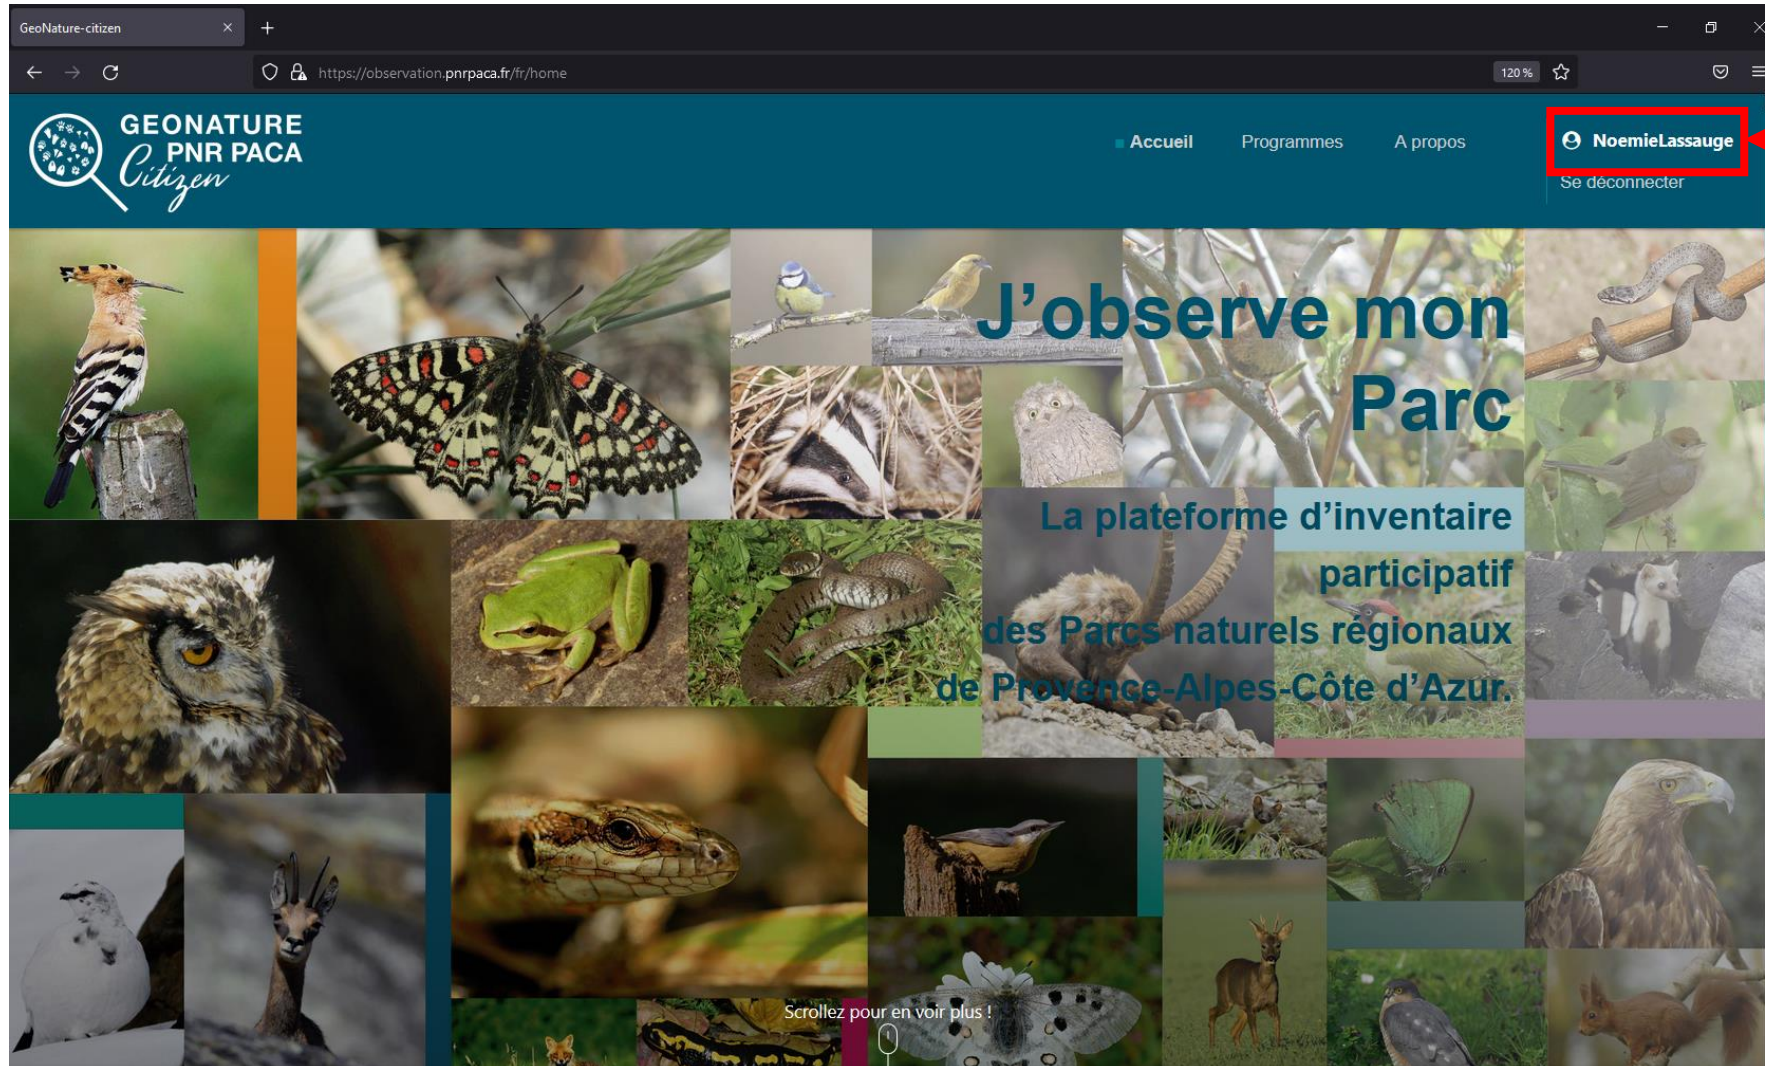 GeoNature-citizen
https://observation.pnrpaca.fr/fr/home
120 %
GEONATURE
PNR PACA
Citizen
Accueil
Programmes
A propos
NoemieLassauge
Se déconnecter
J’observe mon
Parc
La plateforme d’inventaire
participatif
des Parcs naturels régionaux
de Provence-Alpes-Côte d’Azur.
Scrollez pour en voir plus !